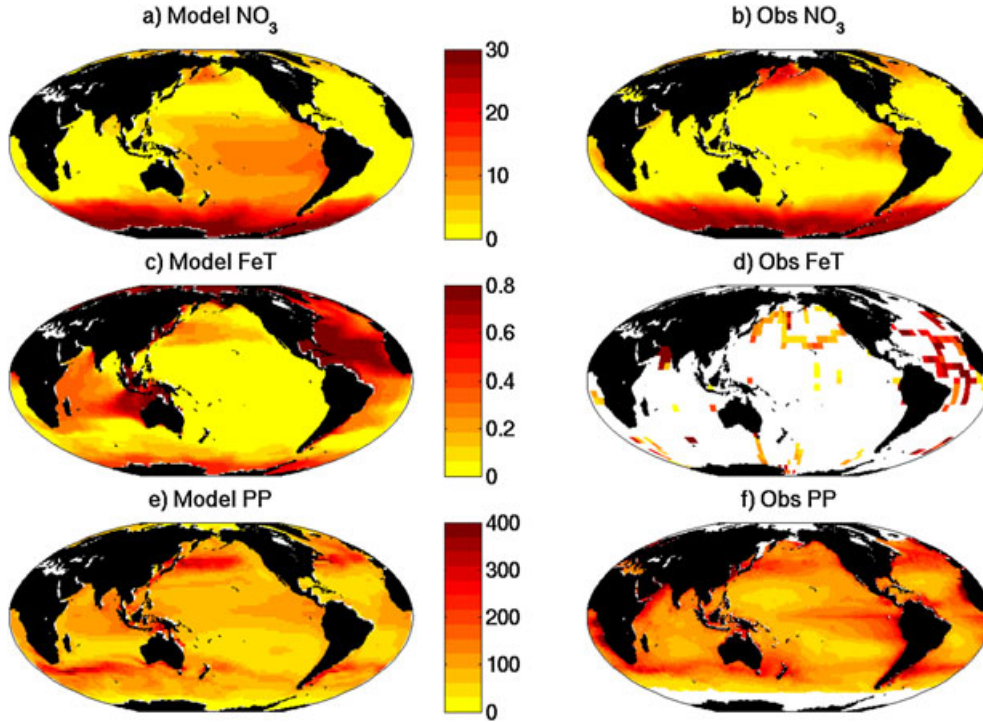 a) Model NO3
b) Obs NO3
30
20
10
0
c) Model FeT
d) Obs FeT
0.8
0.6
0.4
0.2
0
e) Model PP
f) Obs PP
400
300
200
100
0